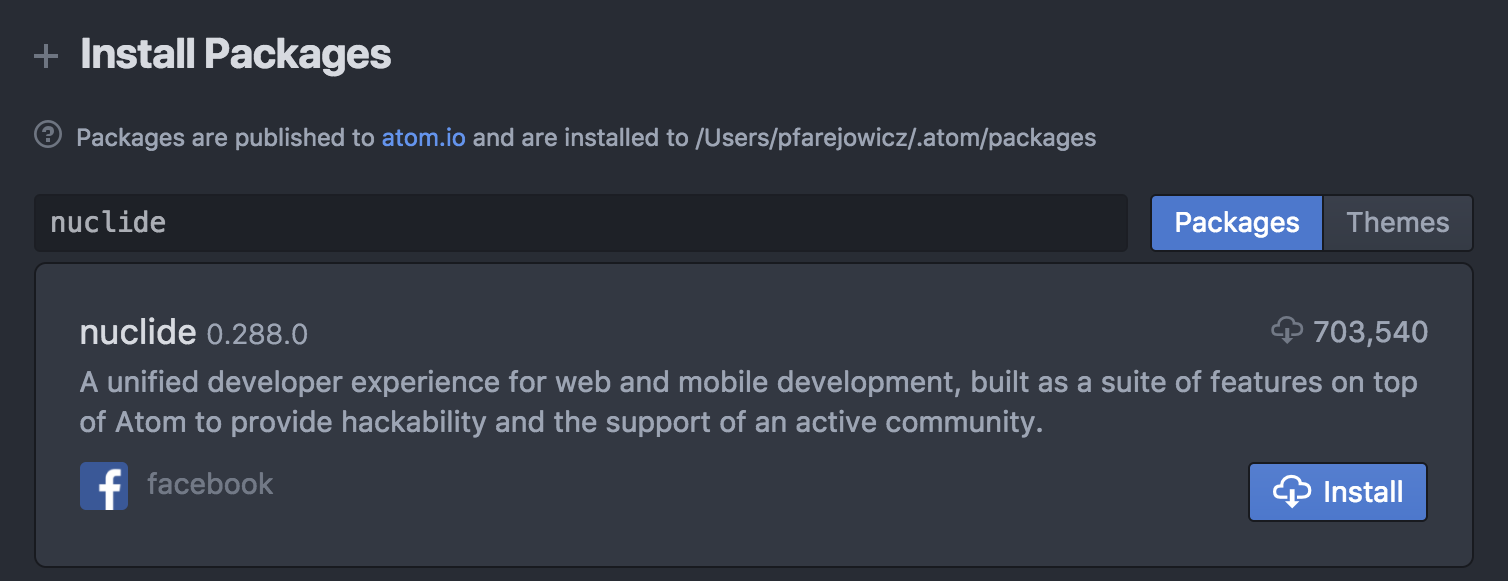 Install Packages
Packages are published to atom.io and are installed to /Users/pfarejowicz/.atom/packages
nuclide
Packages Themes
nuclide 0.288.0
703,540
A unified developer experience for web and mobile development, built as a suite of features on top
of Atom to provide hackability and the support of an active community.
facebook
Install